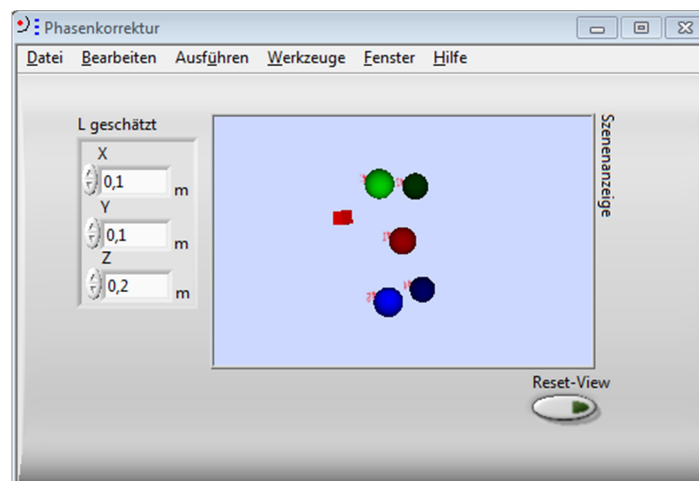 Phasenkorrektur
Datei Bearbeiten Ausführen Werkzeuge Fenster Hilfe
L geschätzt
X
0,1 m
Y
0,1 m
Z
0,2 m
Szenenanzeige
Reset-View